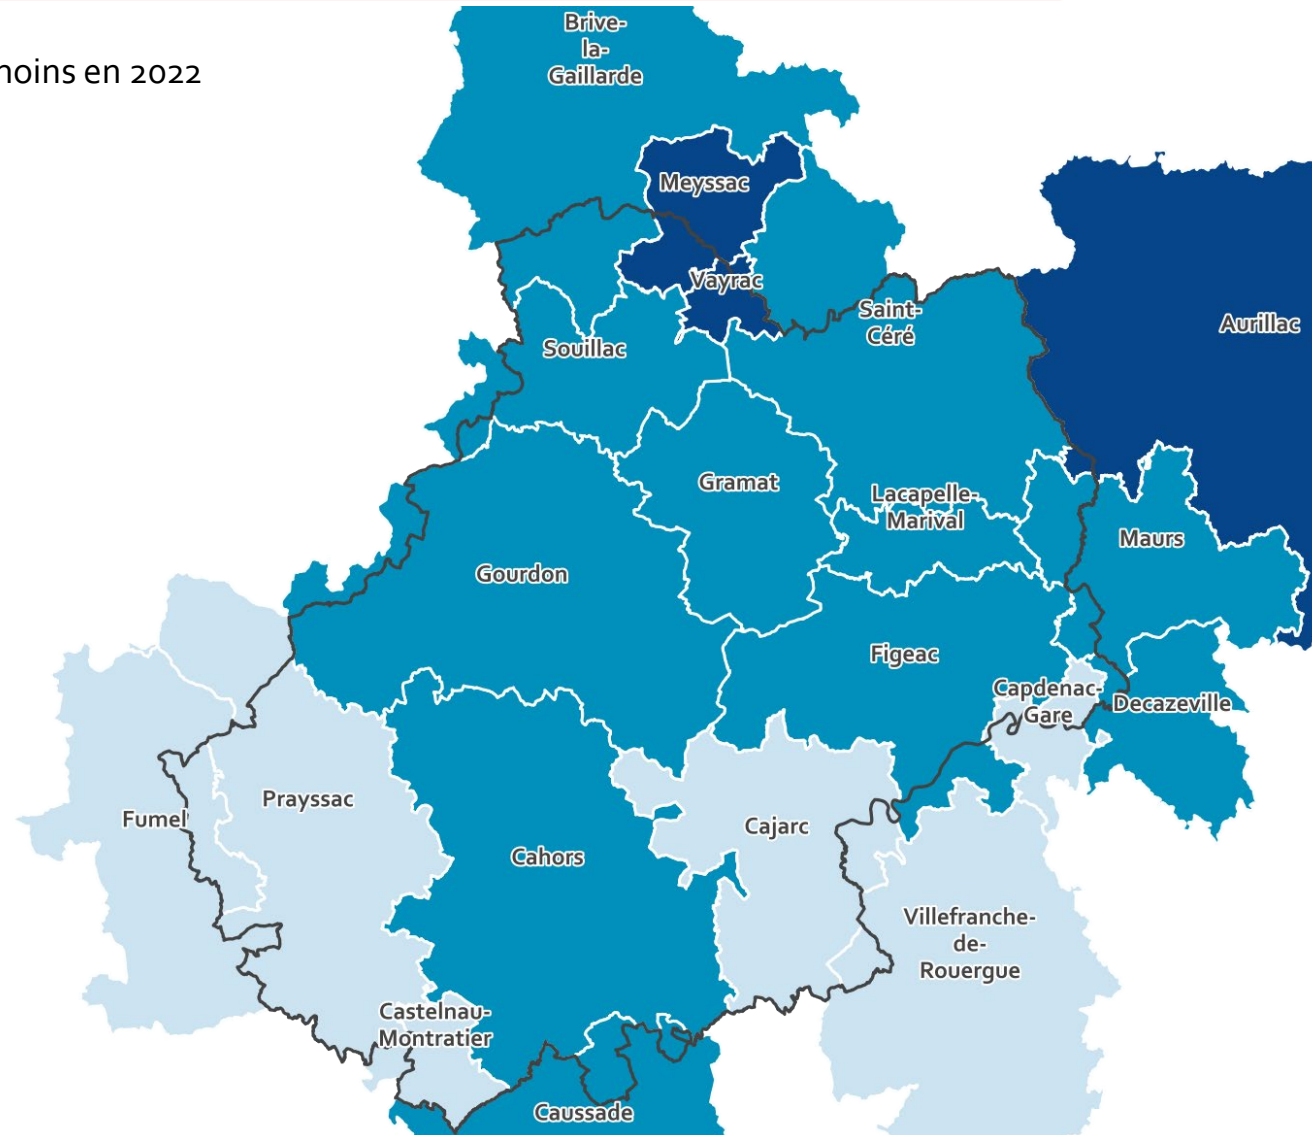 en 2022
Brive-
la-
Gaillarde
Meyssac
Vayrac
Saint-
Céré
Aurillac
Souillac
Gramat
Lacapelle-
Marival
Maurs
Gourdon
Figeac
Capdenac-
Gare
Decazeville
Prayssac
Fumel
Cajarc
Cahors
Villefranche-
de-
Rouergue
Castelnau-
Montratier
Caussade